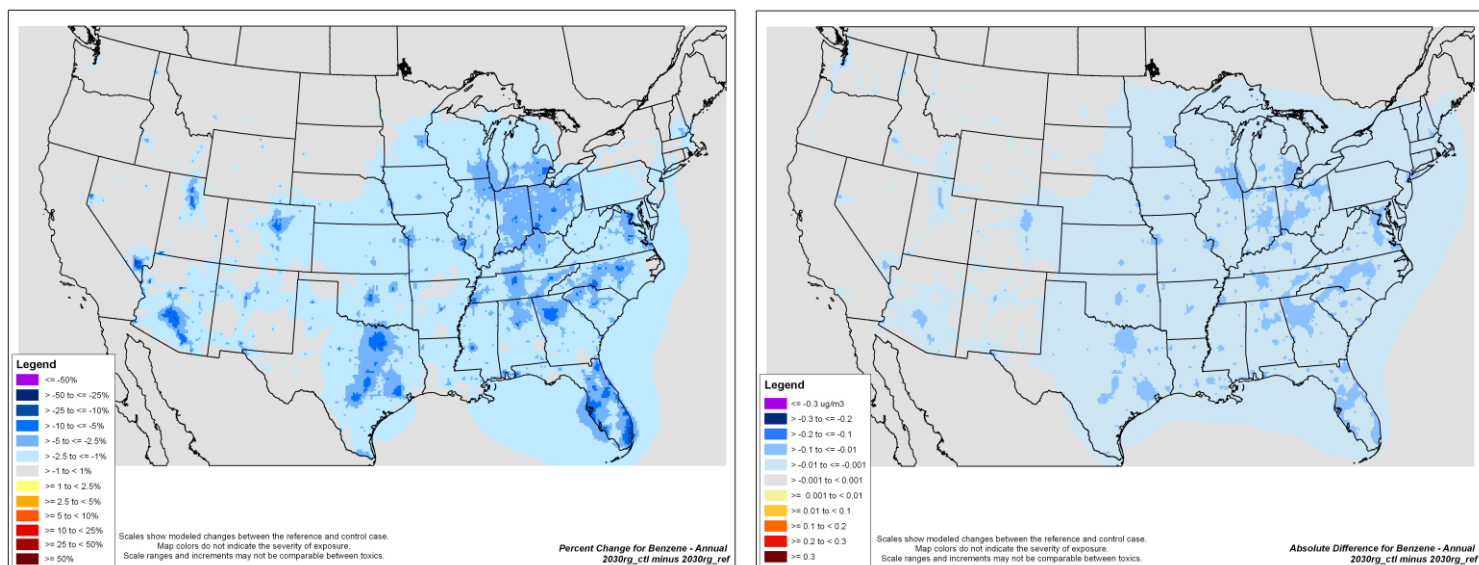 Legend
<= -50%
> -50 to <= -25%
> -25 to <= -10%
> -10 to <= -5%
> -5 to <= -2.5%
> -2.5 to <= -1%
> -1 to < 1%
>= 1 to < 2.5%
>= 2.5 to < 5%
>= 5 to < 10%
>= 10 to < 25%
>= 25 to < 50%
>= 50%
Scales show modeled changes between the reference and control case.
Map colors do not indicate the severity of exposure.
Scale ranges and increments may not be comparable between toxics.
Percent Change for Benzene - Annual
2030rg_ctl minus 2030rg_ref
Legend
<= -0.3 ug/m3
> -0.3 to <= -0.2
> -0.2 to <= -0.1
> -0.1 to <= -0.01
> -0.01 to <= -0.001
> -0.001 to < 0.001
>= 0.001 to < 0.01
>= 0.01 to < 0.1
>= 0.1 to < 0.2
>= 0.2 to < 0.3
>= 0.3
Scales show modeled changes between the reference and control case.
Map colors do not indicate the severity of exposure.
Scale ranges and increments may not be comparable between toxics.
Absolute Difference for Benzene - Annual
2030rg_ctl minus 2030rg_ref